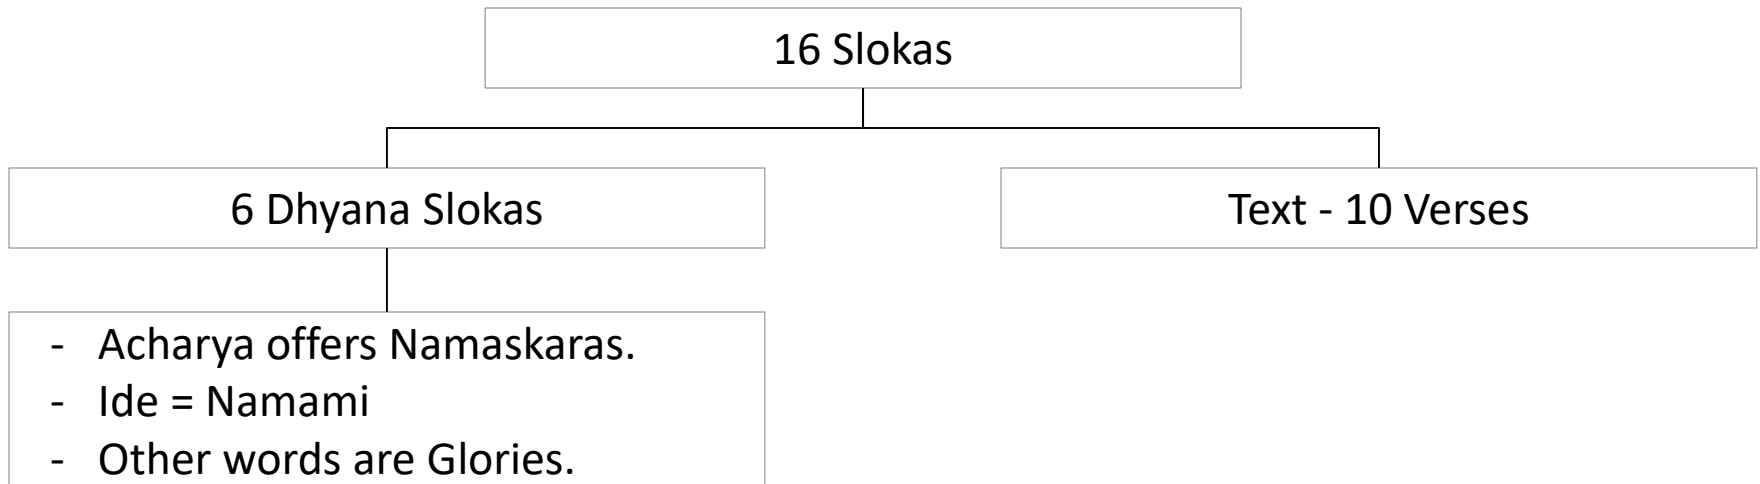 16 Slokas
6 Dhyana Slokas
Text - 10 Verses
- Acharya offers Namaskaras.
- Ide = Namami
- Other words are Glories.